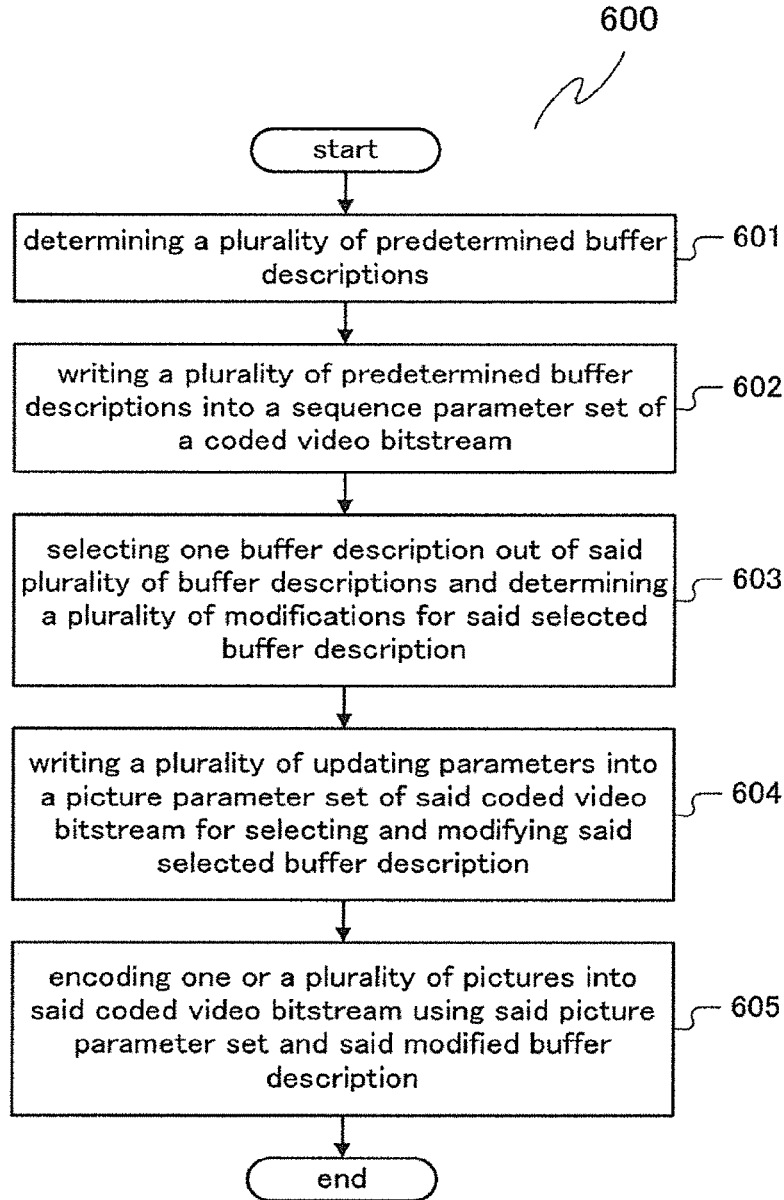 600
start
determining a plurality of predetermined buffer
descriptions
601
writing a plurality of predetermined buffer
descriptions into a sequence parameter set of
a coded video bitstream
602
selecting one buffer description out of said
plurality of buffer descriptions and determining
a plurality of modifications for said selected
buffer description
603
writing a plurality of updating parameters into
a picture parameter set of said coded video
bitstream for selecting and modifying said
selected buffer description
604
encoding one or a plurality of pictures into
said coded video bitstream using said picture
parameter set and said modified buffer
description
605
end